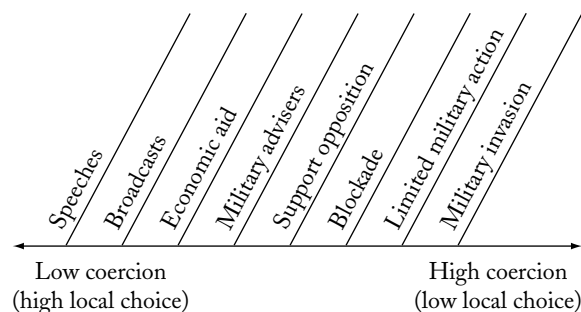 Speeches
Broadcasts
Economic aid
Military advisers
Support opposition
Blockade
Limited military action
Military invasion
Low coercion
(high local choice)
High coercion
(low local choice)